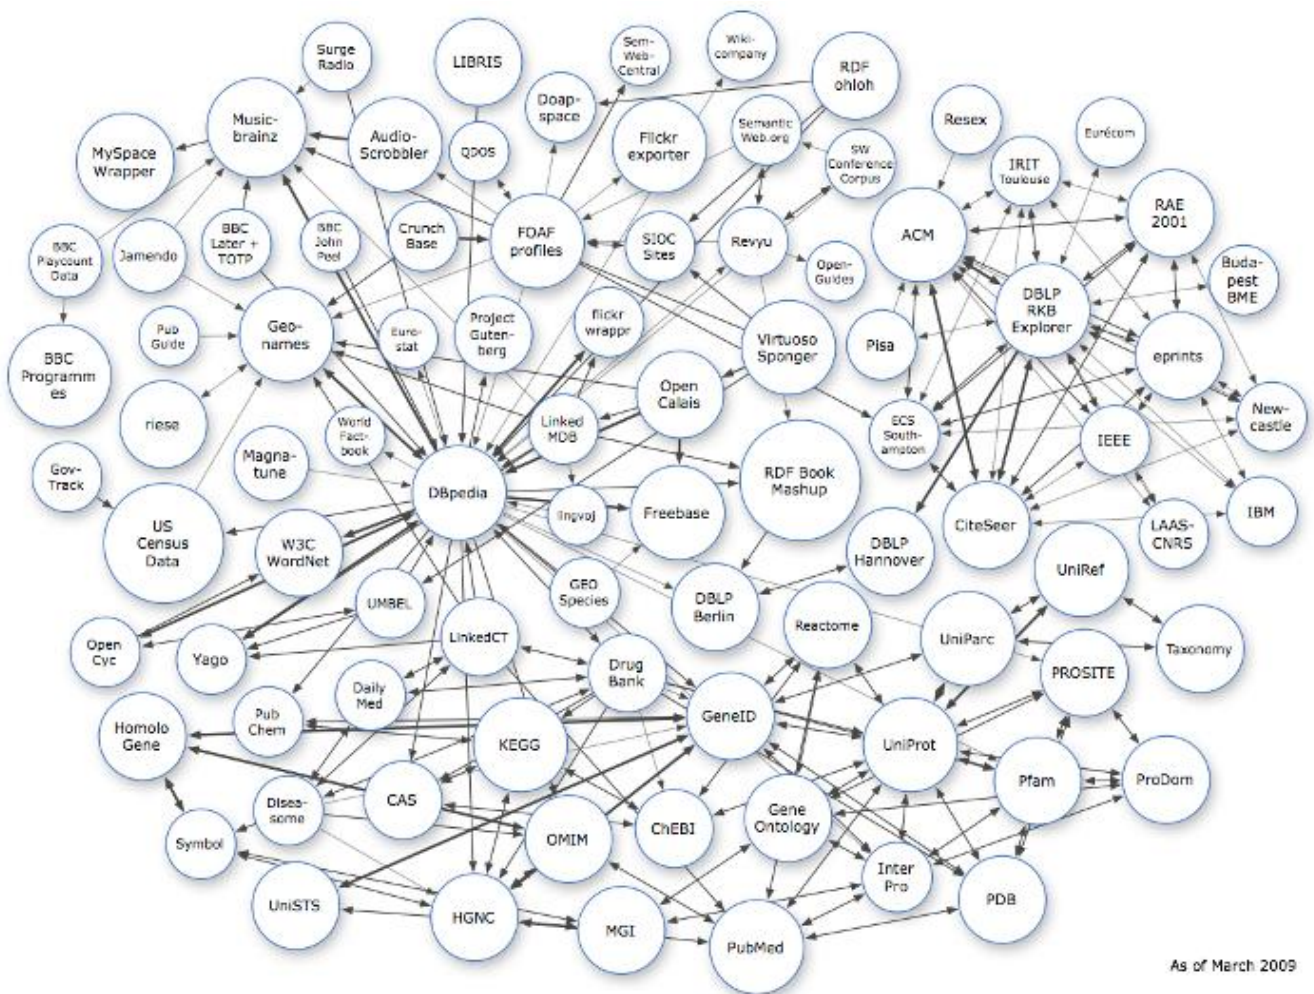 Surge
Radio
LIBRIS
Sem-
Web-
Central
Wiki-
company
RDF
ohloh
Doap-
space
Music-
brainz
Audio-
Scrobbler
MySpace
Wrapper
QDOS
Flickr
exporter
Semantic
Web.org
SW
Conference
Corpus
Resex
Eurécom
IRIT
Toulouse
RAE
2001
BBC
Playcount
Data
Jamendo
BBC
Later +
TOTP
BBC
John
Peel
Crunch
Base
FOAF
profiles
SIOC
Sites
Revyu
Open-
Guides
ACM
DBLP
RKB
Explorer
Buda-
pest
BME
Pub
Guide
Geo-
names
Euro-
stat
Project
Guten-
berg
flickr
wrappr
Virtuoso
Sponger
Pisa
eprints
BBC
Programm
es
riese
World
Fact-
book
Linked
MDB
Open
Calais
ECS
South-
ampton
IEEE
New-
castle
Gov-
Track
Magna-
tune
DBpedia
RDF Book
Mashup
CiteSeer
LAAS-
CNRS
IBM
US
Census
Data
W3C
WordNet
lingvoj
Freebase
DBLP
Hannover
UniRef
UMBEL
GEO
Species
DBLP
Berlin
Reactome
UniParc
Taxonomy
Open
Cyc
Yago
LinkedCT
Drug
Bank
PROSITE
Daily
Med
Homolo
Gene
Pub
Chem
KEGG
GeneID
UniProt
Pfam
ProDom
Disea-
some
CAS
ChEBI
Gene
Ontology
Symbol
OMIM
Inter
Pro
UniSTS
HGNC
MGI
PubMed
PDB
As of March 2009